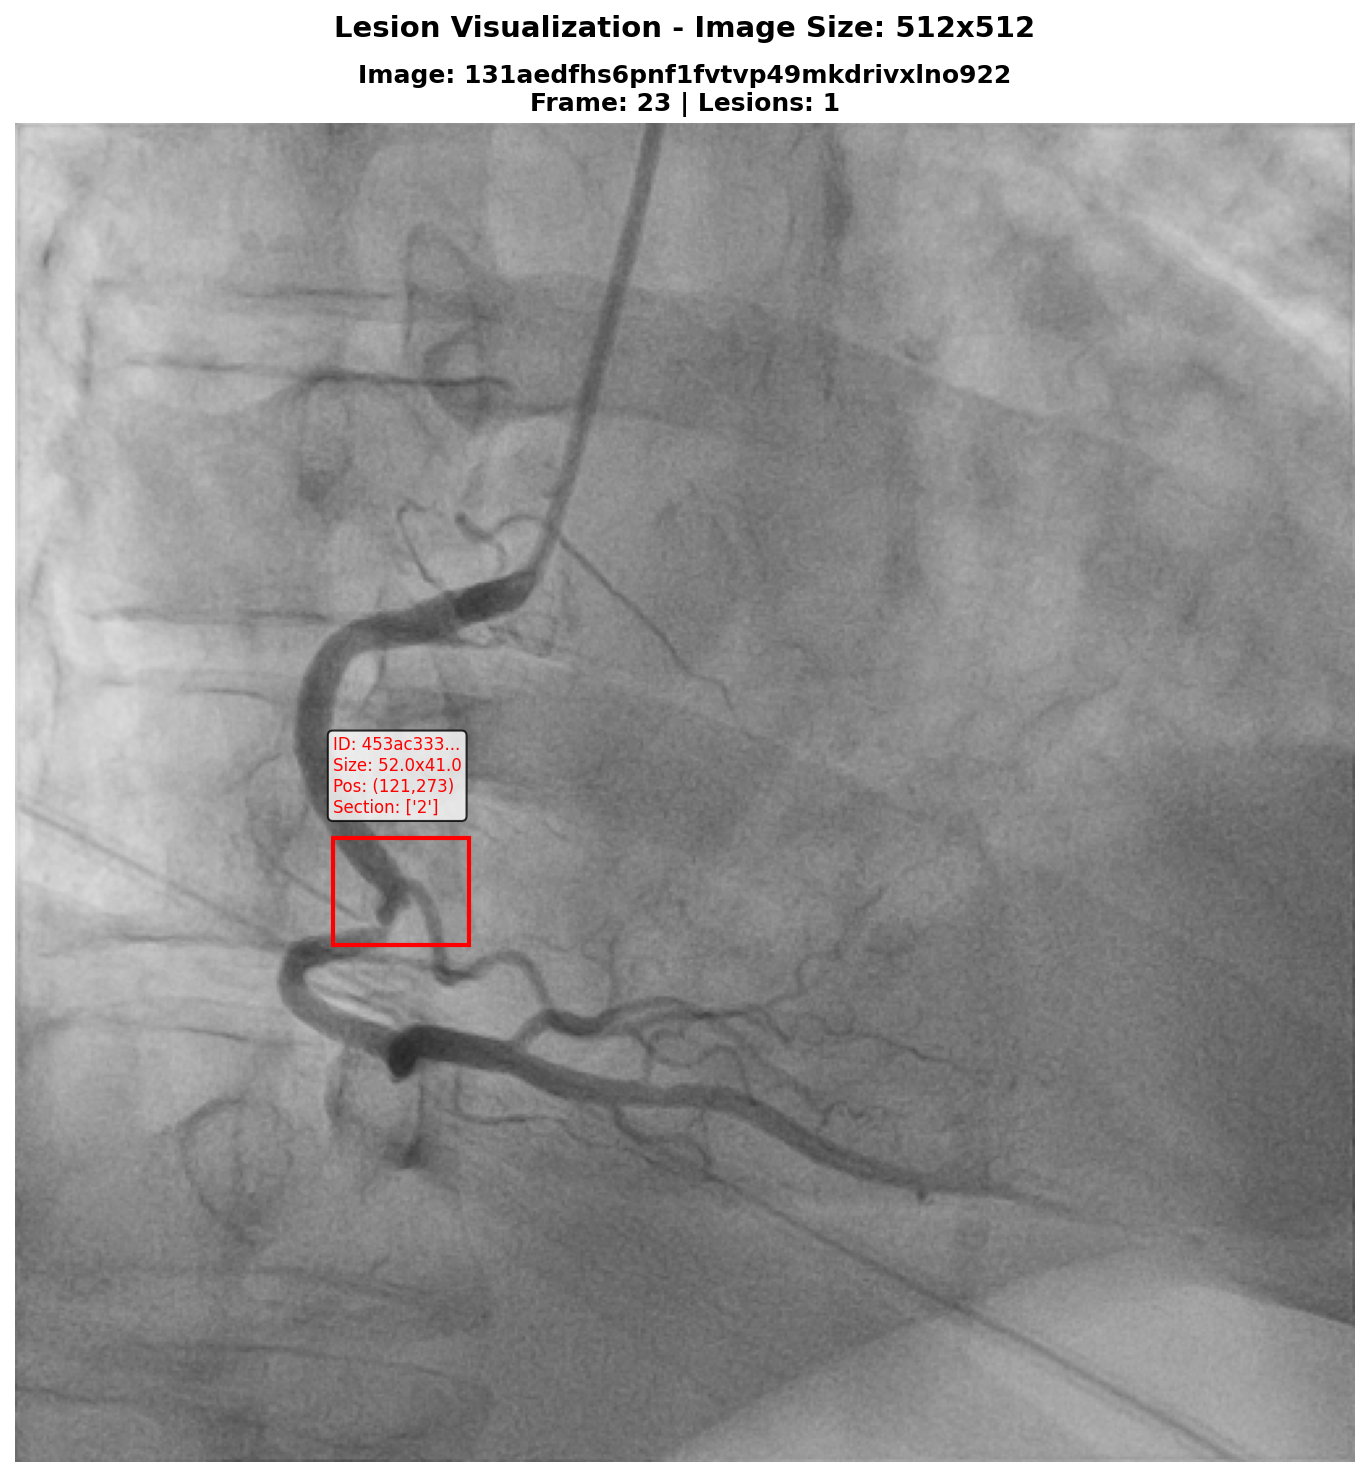 Lesion Visualization - Image Size: 512x512
Image: 131aedfhs6pnf1fvtvp49mkdrivxlno922
Frame: 23 | Lesions: 1
ID: 453ac333...
Size: 52.0x41.0
Pos: (121,273)
Section: ['2']